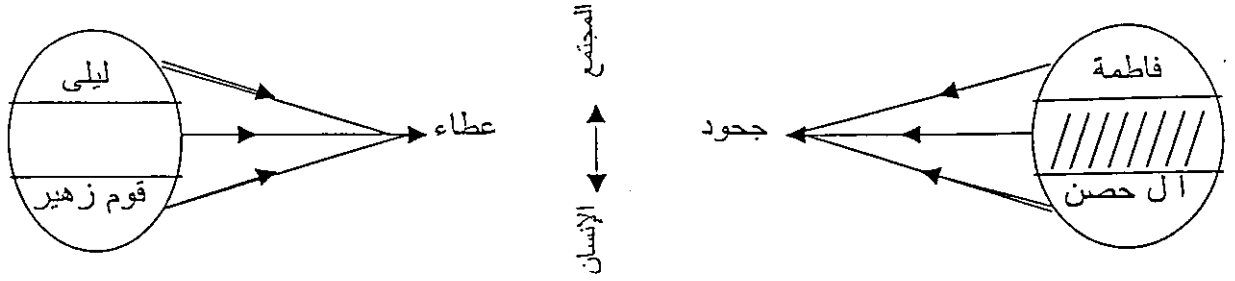 فاطمة
ال حصن
جحود
المجتمع
الإنسان
عطاء
ليلى
قوم زهير